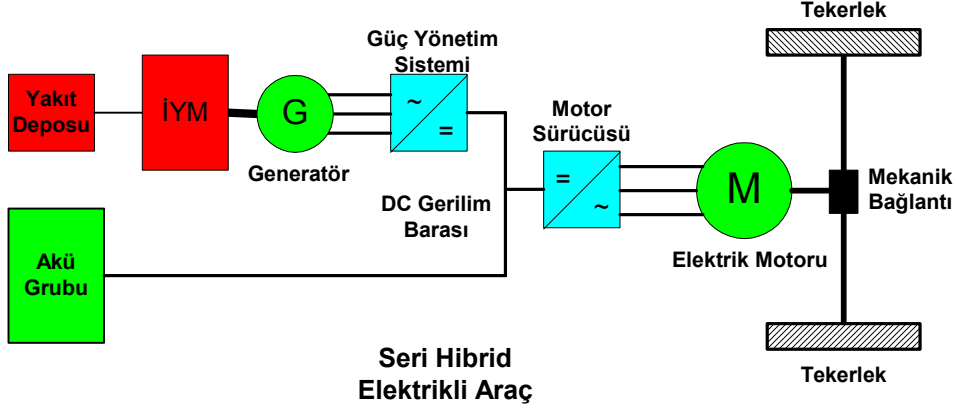 Tekerlek
Güç Yönetim
Sistemi
Yakıt
Deposu
İYM
G
~
=
Generatör
Motor
Sürücüsü
=
~
M
Mekanik
Bağlantı
DC Gerilim
Barası
Elektrik Motoru
Akü
Grubu
Seri Hibrid
Elektrikli Araç
Tekerlek